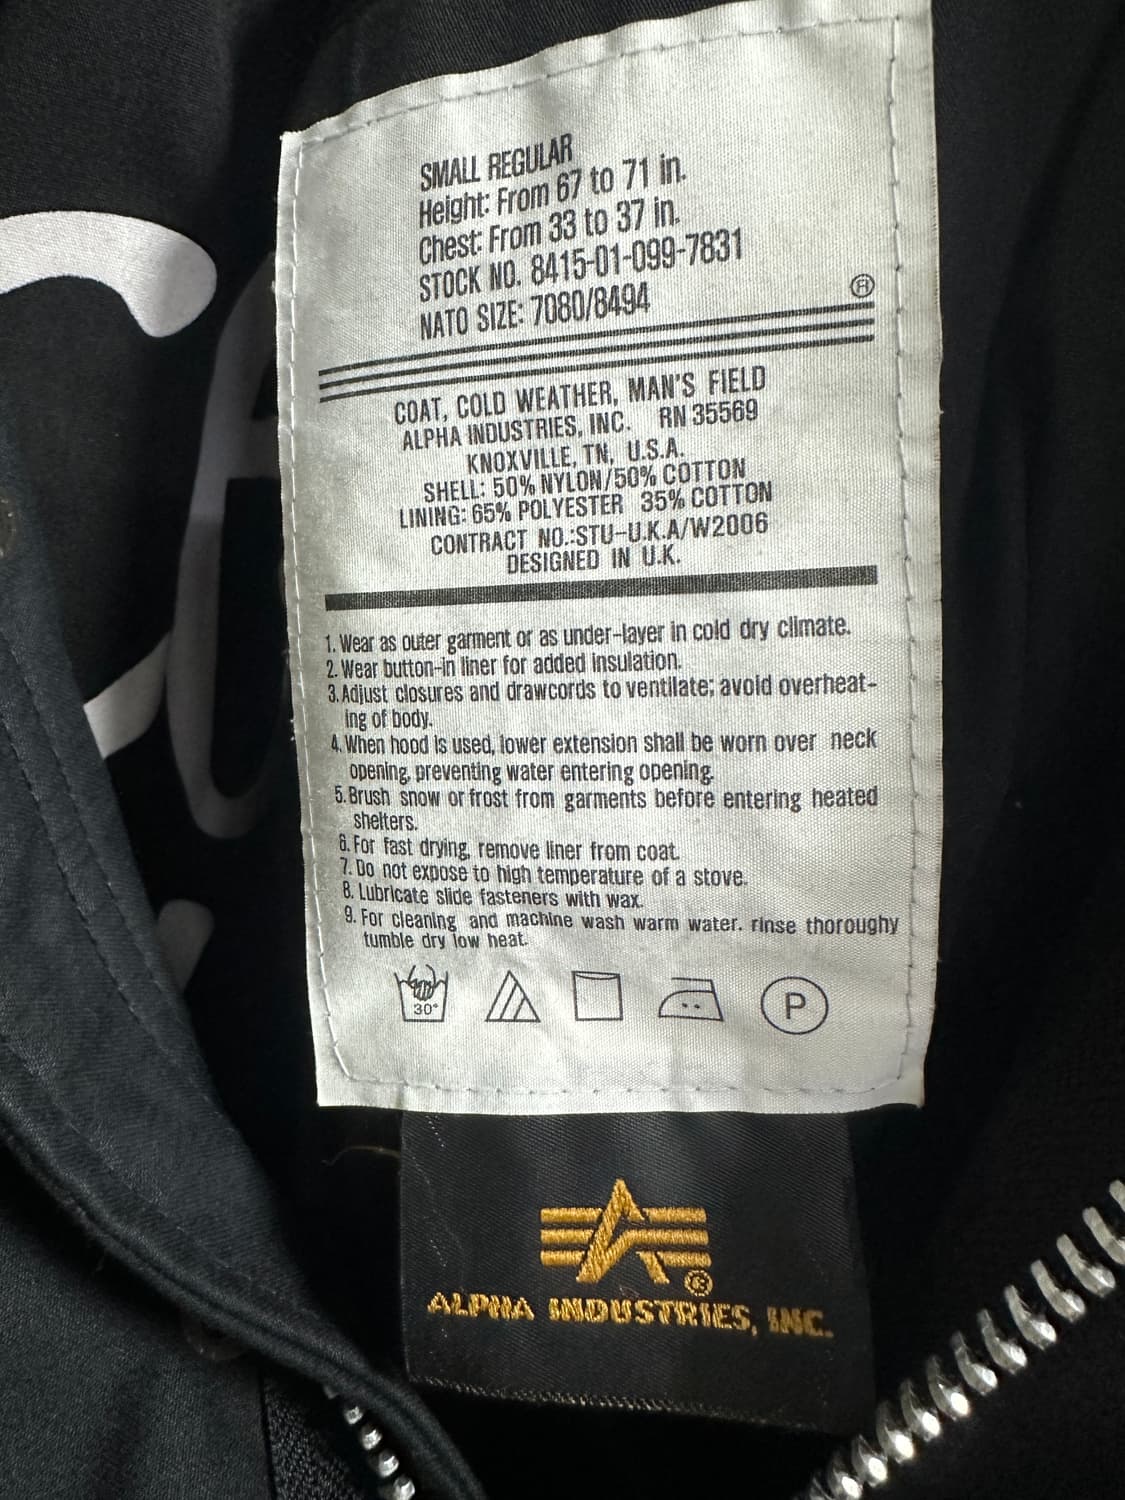 SMALL REGULAR
Height: From 67 to 71 in.
Chest: From 33 to 37 in.
STOCK NO. 8415-01-099-7831
NATO SIZE: 7080/8494
®
COAT, COLD WEATHER, MAN'S FIELD
ALPHA INDUSTRIES, INC. RN 35569
KNOXVILLE, TN, U.S.A.
SHELL: 50% NYLON/50% COTTON
LINING: 65% POLYESTER 35% COTTON
CONTRACT NO.:STU-U.K.A/W2006
DESIGNED IN U.K.
1. Wear as outer garment or as under-layer in cold dry climate.
2. Wear button-in liner for added insulation.
3. Adjust closures and drawcords to ventilate; avoid overheat-
ing of body.
4. When hood is used, lower extension shall be worn over neck
opening, preventing water entering opening.
5. Brush snow or frost from garments before entering heated
shelters.
6. For fast drying, remove liner from coat.
7. Do not expose to high temperature of a stove.
8. Lubricate slide fasteners with wax.
9. For cleaning and machine wash warm water. rinse thoroughy
tumble dry low heat.
30° P
®
ALPHA INDUSTRIES, INC.